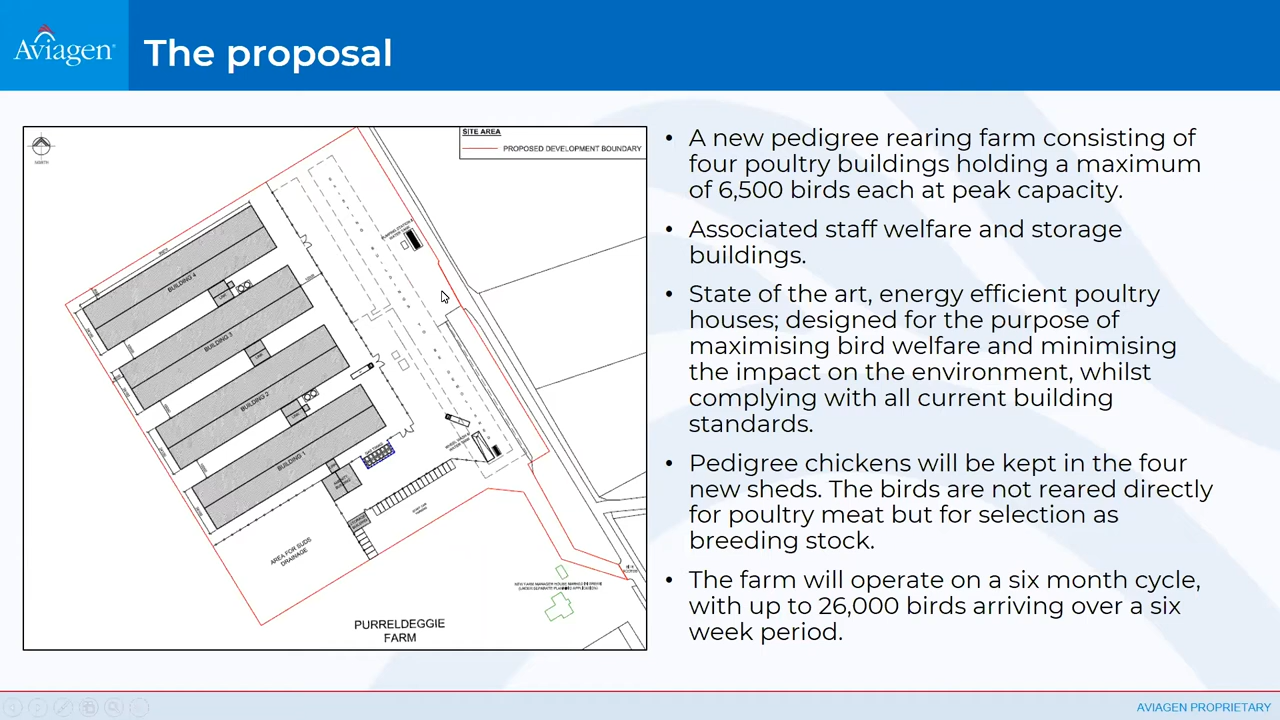 Aviagen
The proposal
NORTH
SITE AREA
PROPOSED DEVELOPMENT BOUNDARY
BUILDING 4
BUILDING 3
BUILDING 2
BUILDING 1
LINK
LINK
LINK
AREA FOR SUDS
DRAINAGE
PURRELDEGGIE
FARM
• A new pedigree rearing farm consisting of
four poultry buildings holding a maximum
of 6,500 birds each at peak capacity.
• Associated staff welfare and storage
buildings.
• State of the art, energy efficient poultry
houses; designed for the purpose of
maximising bird welfare and minimising
the impact on the environment, whilst
complying with all current building
standards.
• Pedigree chickens will be kept in the four
new sheds. The birds are not reared directly
for poultry meat but for selection as
breeding stock.
• The farm will operate on a six month cycle,
with up to 26,000 birds arriving over a six
week period.
AVIAGEN PROPRIETARY